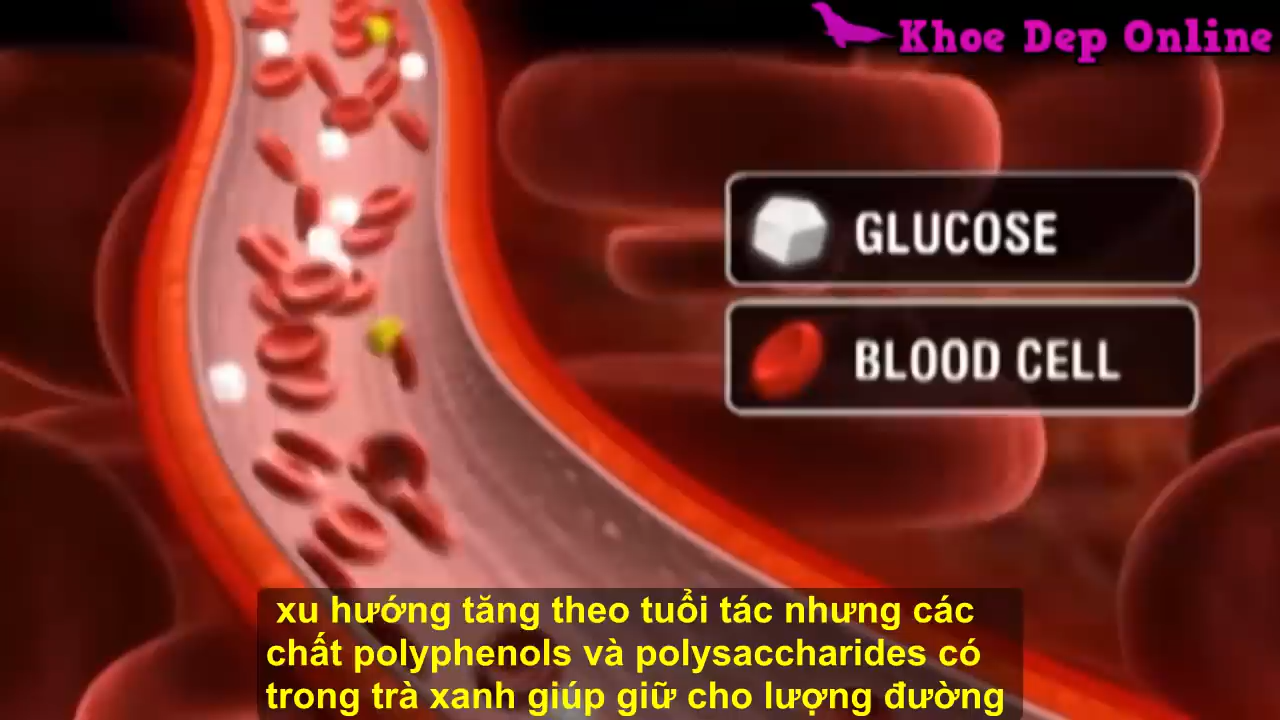 Khoe Dep Online
GLUCOSE
BLOOD CELL
xu hướng tăng theo tuổi tác nhưng các
chất polyphenols và polysaccharides có
trong trà xanh giúp giữ cho lượng đường